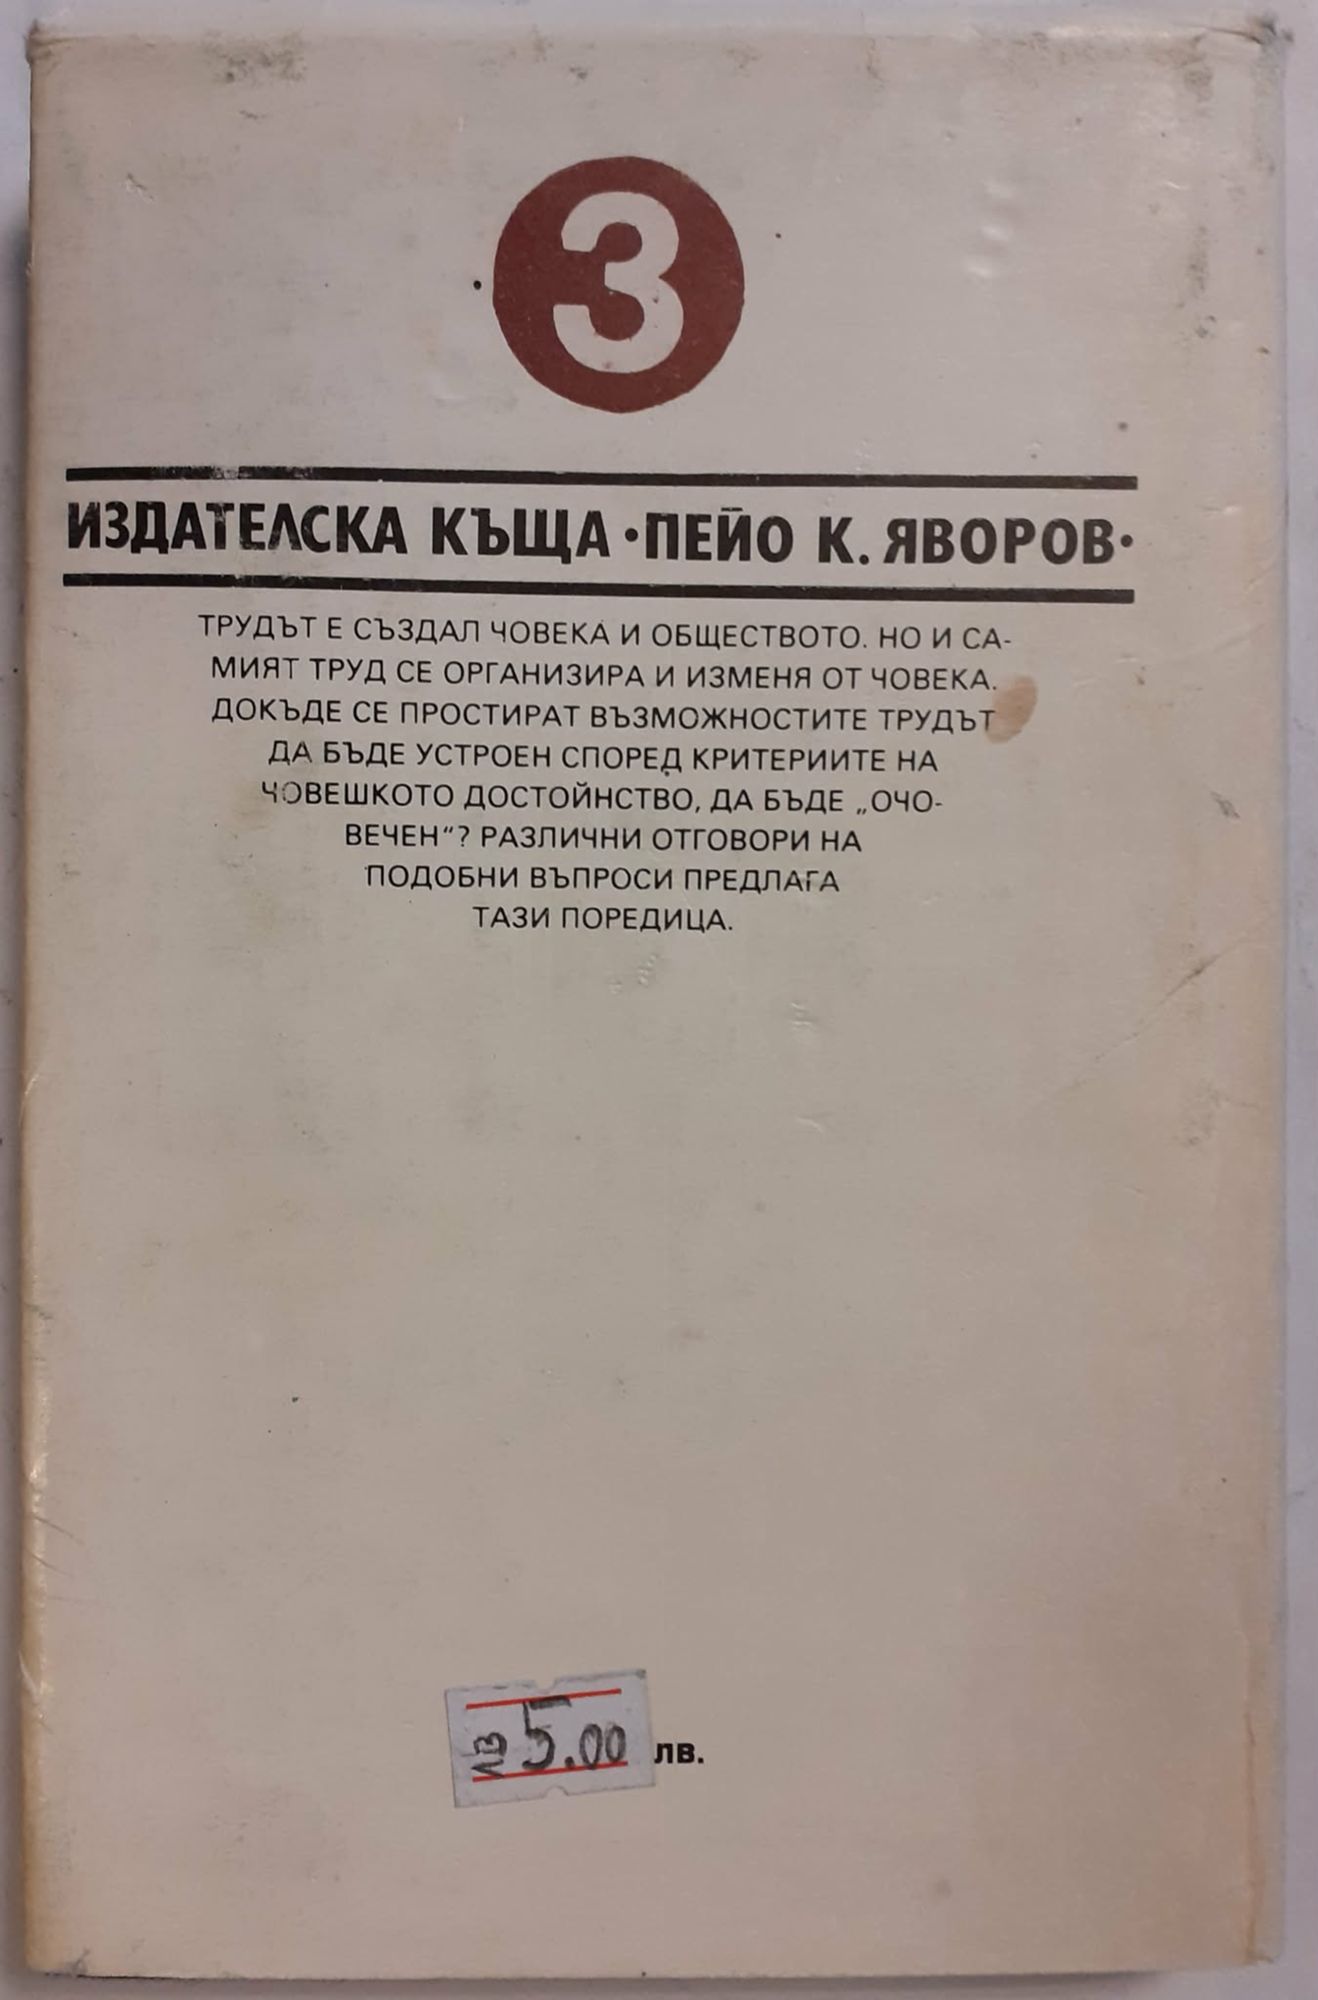 3
ИЗДАТЕЛСКА КЪЩА •ПЕЙО К. ЯВОРОВ•
ТРУДЪТ Е СЪЗДАЛ ЧОВЕКА И ОБЩЕСТВОТО. НО И СА-
МИЯТ ТРУД СЕ ОРГАНИЗИРА И ИЗМЕНЯ ОТ ЧОВЕКА.
ДОКЪДЕ СЕ ПРОСТИРАТ ВЪЗМОЖНОСТИТЕ ТРУДЪТ
ДА БЪДЕ УСТРОЕН СПОРЕД КРИТЕРИИТЕ НА
ЧОВЕШКОТО ДОСТОЙНСТВО, ДА БЪДЕ „ОЧО-
ВЕЧЕН“? РАЗЛИЧНИ ОТГОВОРИ НА
ПОДОБНИ ВЪПРОСИ ПРЕДЛАГА
ТАЗИ ПОРЕДИЦА.
лв 5.00 лв.